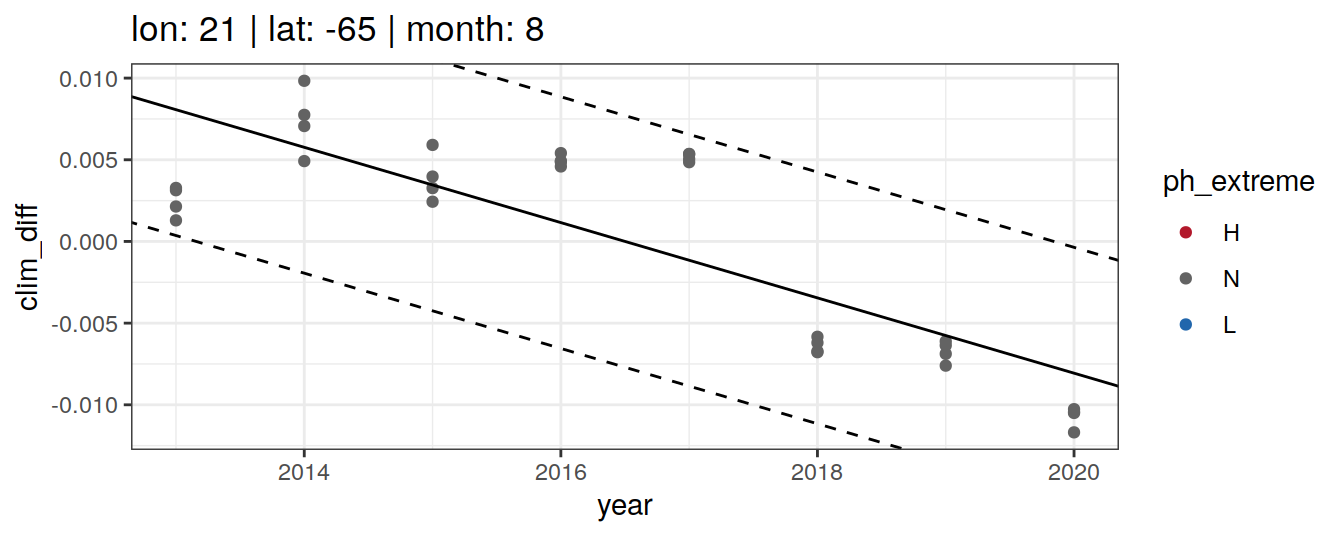 lon: 21 | lat: -65 | month: 8
clim_diff
0.010
0.005
0.000
-0.005
-0.010
2014 2016 2018 2020
year
ph_extreme
H
N
L